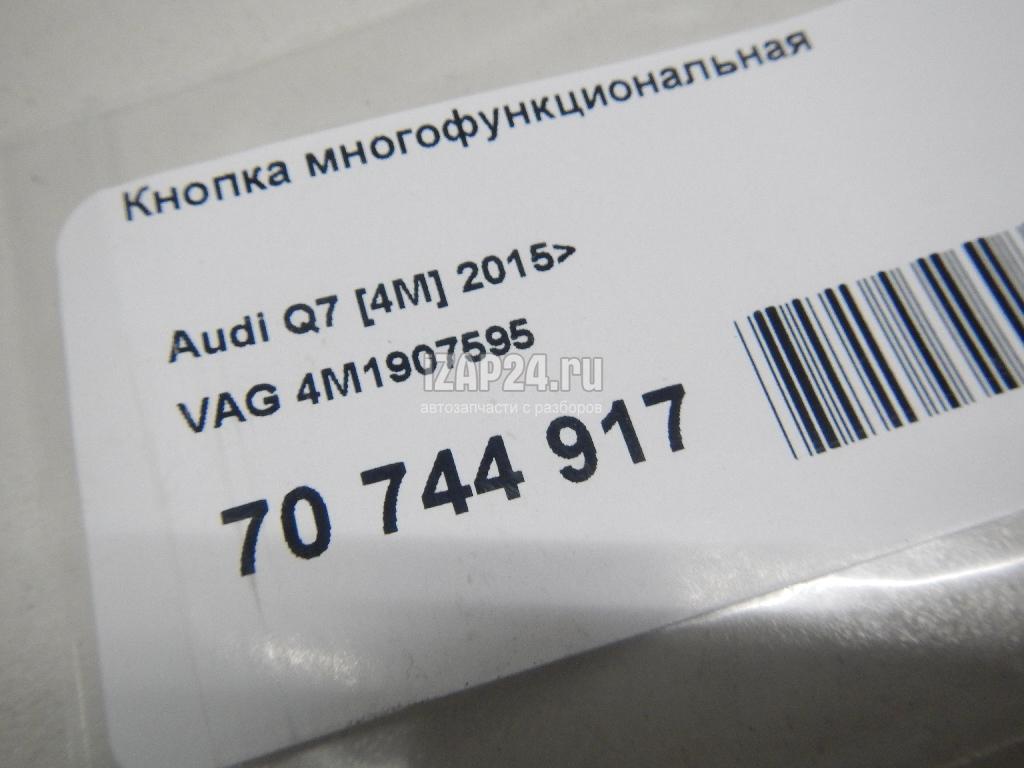 Кнопка многофункциональная
Audi Q7 [4M] 2015>
VAG 4M1907595
iZAP24.ru
автозапчасти с разборов
70 744 917